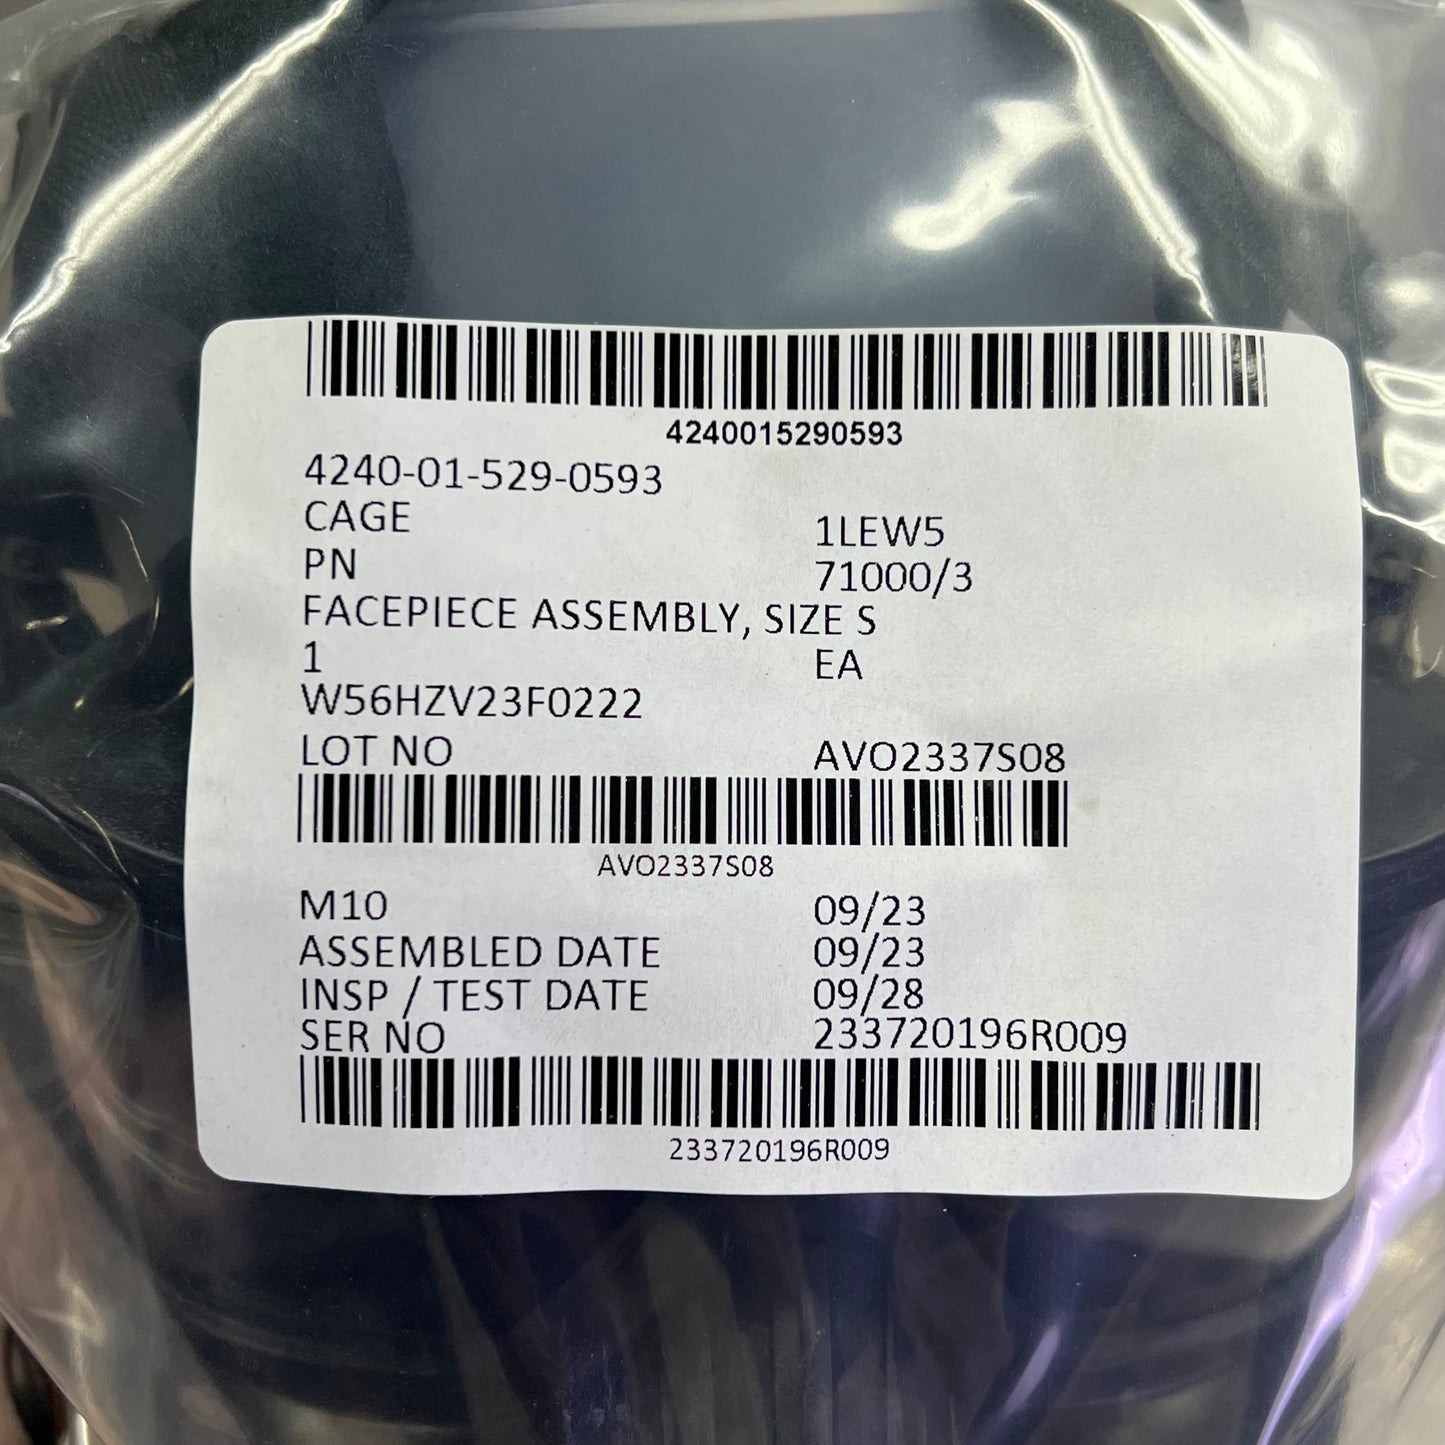 4240015290593
4240-01-529-0593
CAGE 1LEW5
PN 71000/3
FACEPIECE ASSEMBLY, SIZE S
1 EA
W56HZV23F0222
LOT NO AVO2337S08
AVO2337S08
M10 09/23
ASSEMBLED DATE 09/23
INSP / TEST DATE 09/28
SER NO 233720196R009
233720196R009